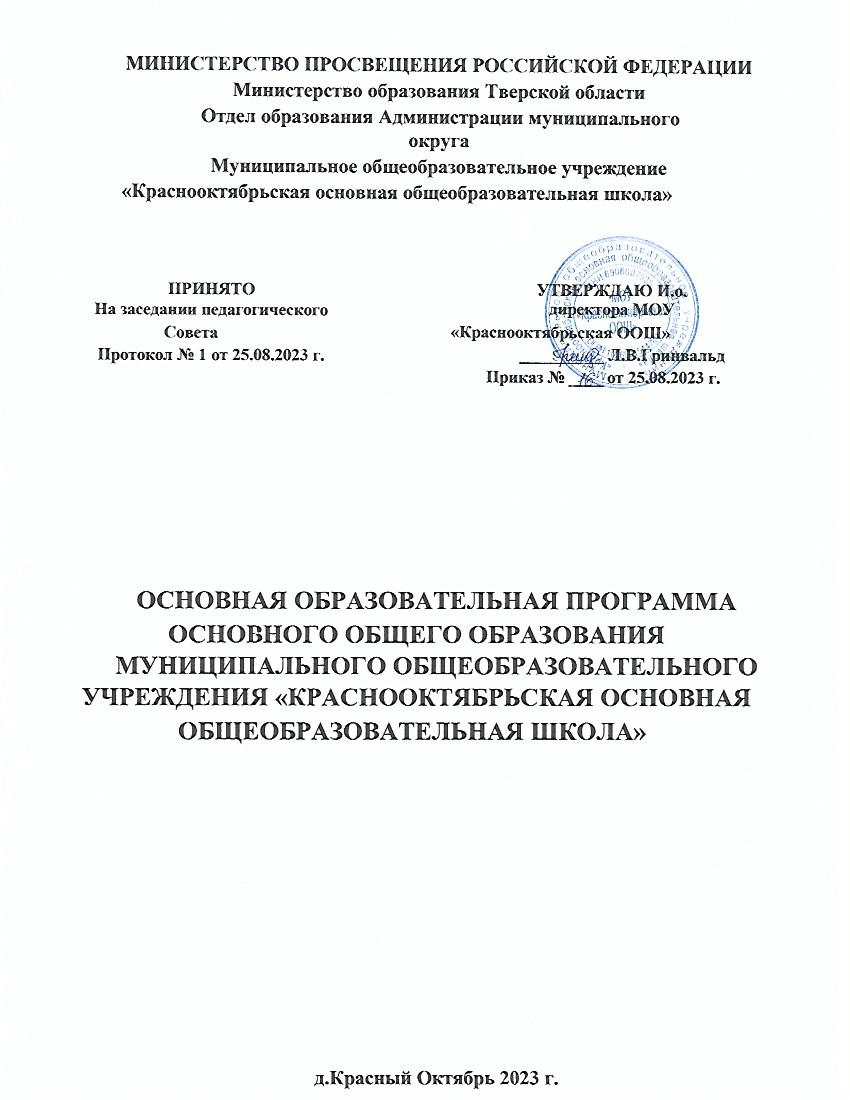 МИНИСТЕРСТВО ПРОСВЕЩЕНИЯ РОССИЙСКОЙ ФЕДЕРАЦИИ
Министерство образования Тверской области
Отдел образования Администрации муниципального
округа
Муниципальное общеобразовательное учреждение
«Краснооктябрьская основная общеобразовательная школа»
ПРИНЯТО
На заседании педагогического
Совета
Протокол № 1 от 25.08.2023 г.
УТВЕРЖДАЮ И.о.
директора МОУ
«Краснооктябрьская ООШ»
Л.В.Гринвальд
Приказ № от 25.08.2023 г.
ОСНОВНАЯ ОБРАЗОВАТЕЛЬНАЯ ПРОГРАММА
ОСНОВНОГО ОБЩЕГО ОБРАЗОВАНИЯ
МУНИЦИПАЛЬНОГО ОБЩЕОБРАЗОВАТЕЛЬНОГО
УЧРЕЖДЕНИЯ «КРАСНООКТЯБРЬСКАЯ ОСНОВНАЯ
ОБЩЕОБРАЗОВАТЕЛЬНАЯ ШКОЛА»
д.Красный Октябрь 2023 г.